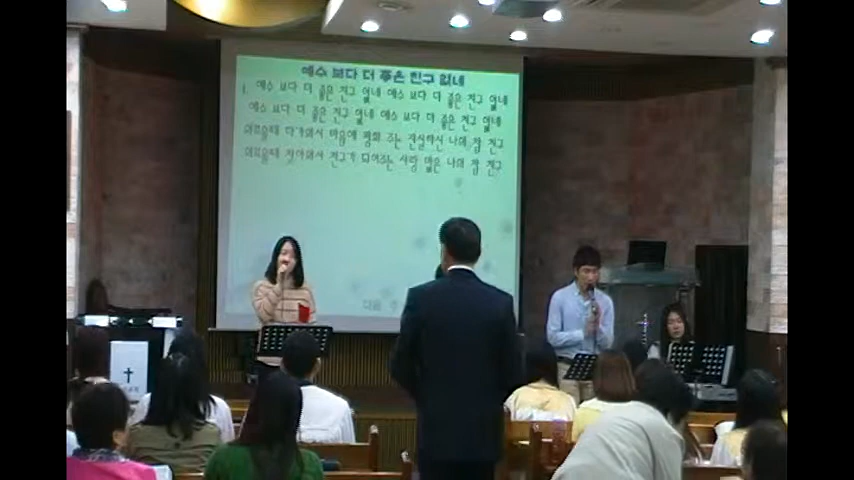 예수 보다 더 좋은 친구 없네
1. 예수 보다 더 좋은 친구 없네 예수 보다 더 좋은 친구 없네
예수 보다 더 좋은 친구 없네 예수 보다 더 좋은 친구 없네
외로울때 다가와서 마음에 평화 주는 진실하신 나의 참 친구
외로울때 찾아와서 친구가 되어주는 사랑 많은 나의 참 친구